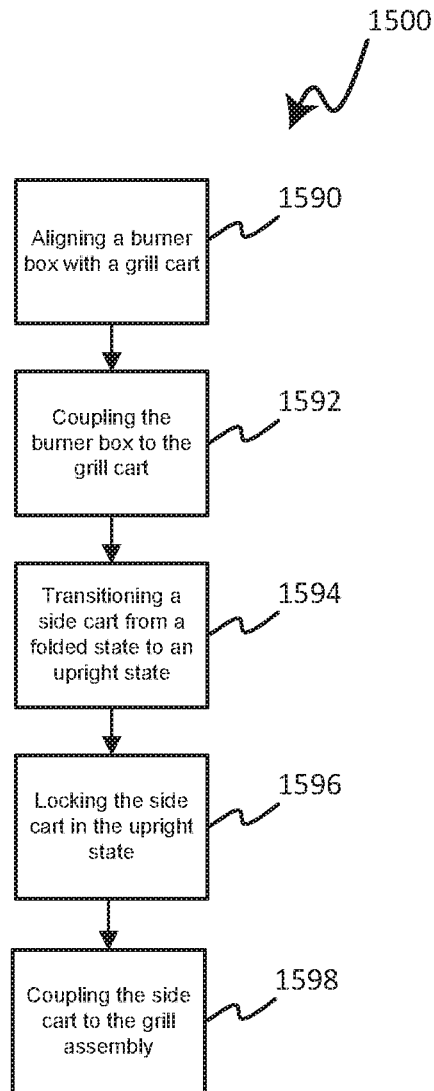 1500
1590
Aligning a burner
box with a grill cart
1592
Coupling the
burner box to the
grill cart
1594
Transitioning a
side cart from a
folded state to an
upright state
1596
Locking the side
cart in the upright
state
1598
Coupling the side
cart to the grill
assembly